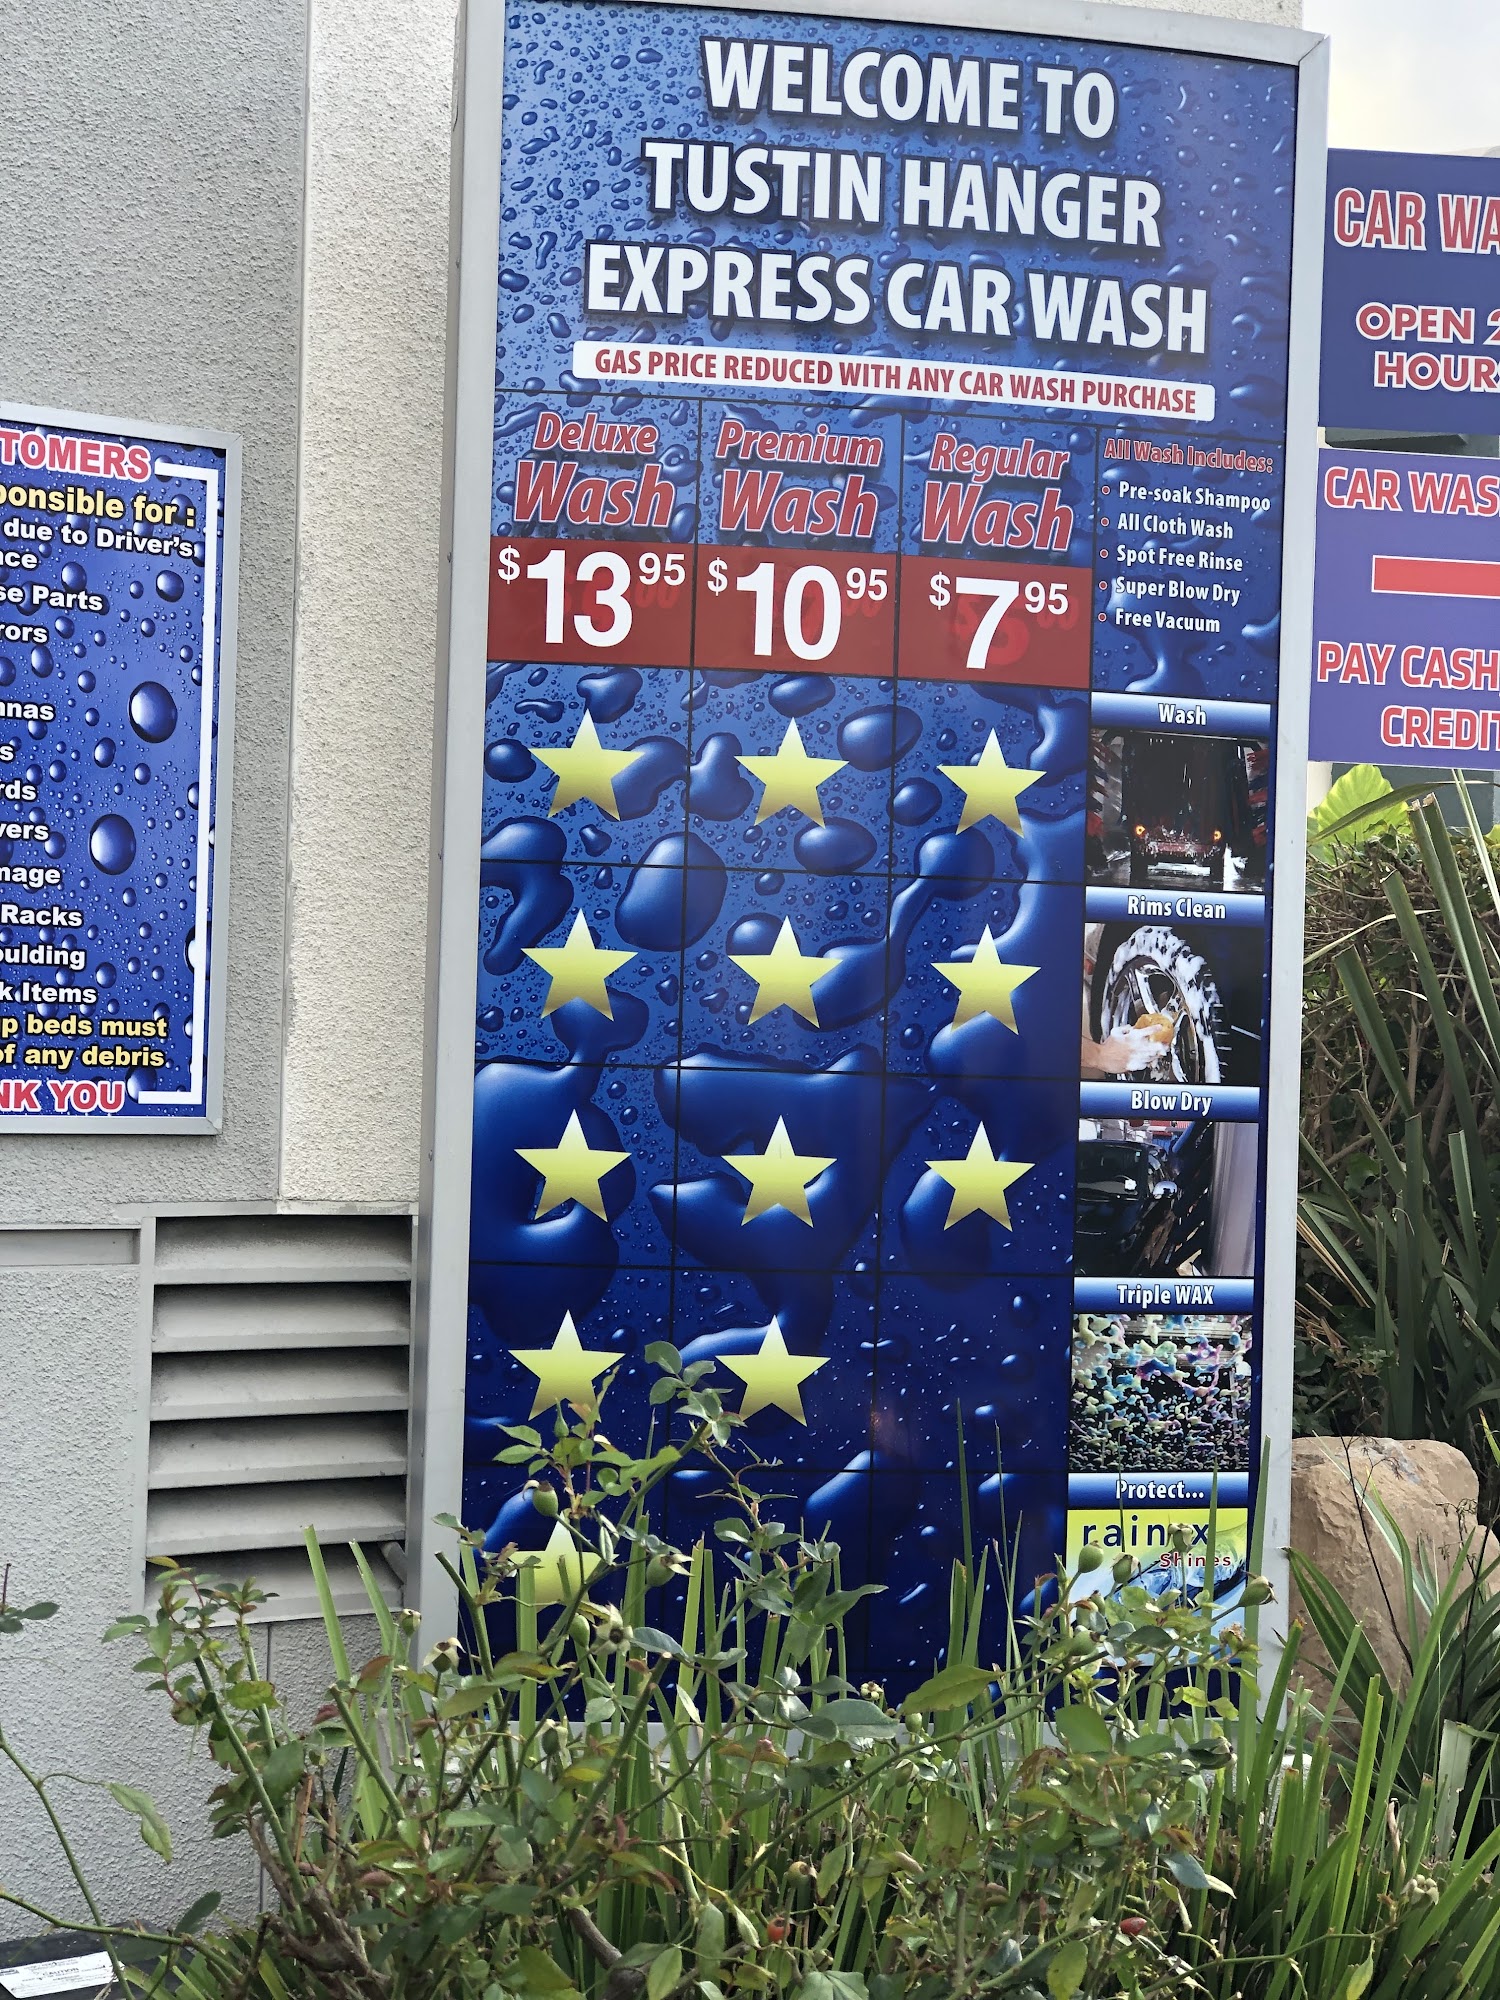 WELCOME TO
TUSTIN HANGER
EXPRESS CAR WASH
GAS PRICE REDUCED WITH ANY CAR WASH PURCHASE
Deluxe
Wash
$13 95
Premium
Wash
$10 95
Regular
Wash
$7 95
All Wash Includes:
• Pre-soak Shampoo
• All Cloth Wash
• Spot Free Rinse
• Super Blow Dry
• Free Vacuum
Wash
Rims Clean
Blow Dry
Triple WAX
Protect...
rain x
Shines
TOMERS
ponsible for :
due to Driver's
nce
se Parts
rors
nnas
s
rds
vers
mage
Racks
oulding
k Items
p beds must
of any debris
NK YOU
CAR WA
OPEN 2
HOUR
CAR WAS
PAY CASH
CREDIT
CAUTION